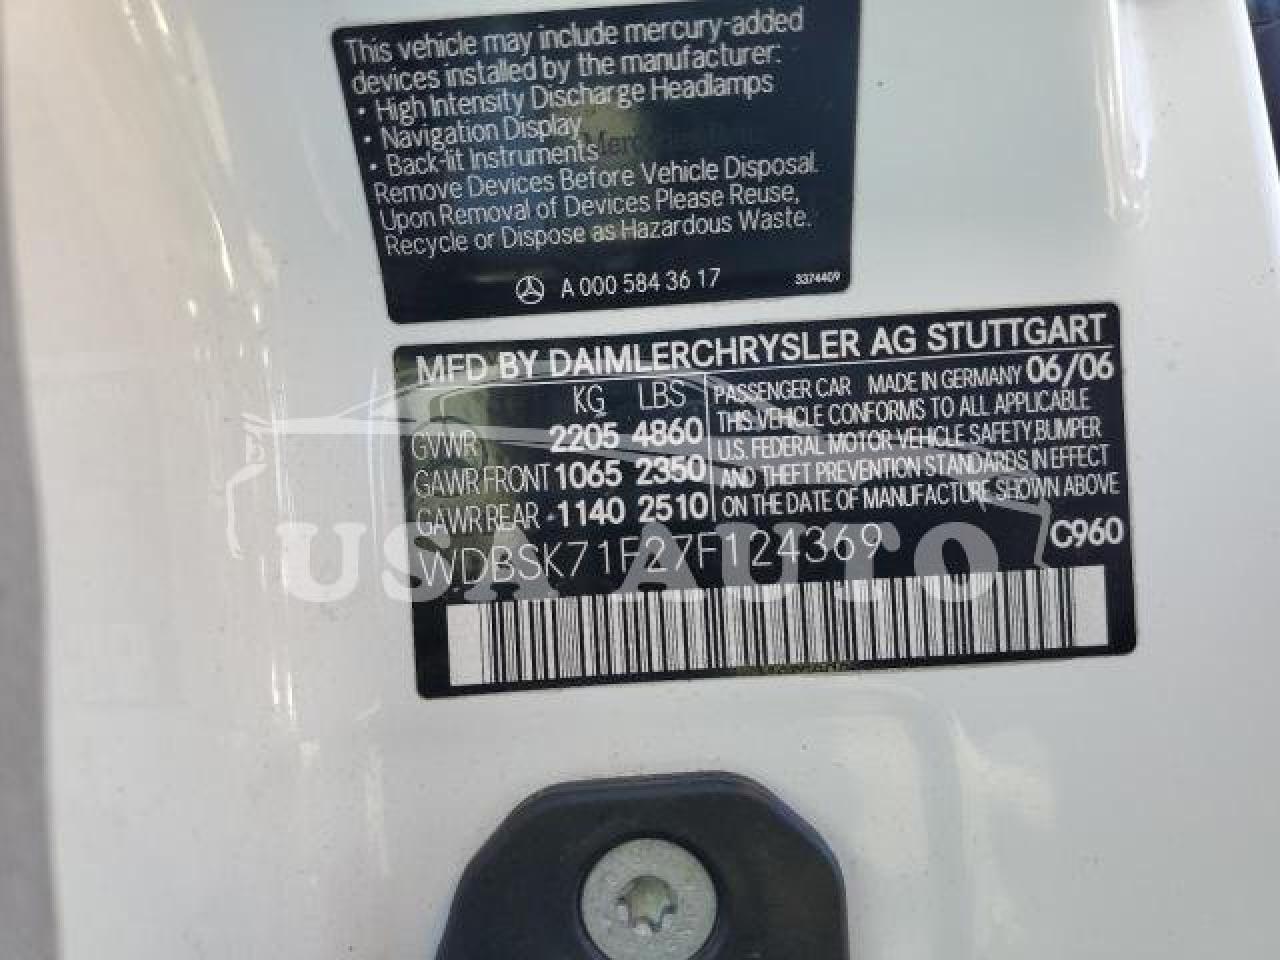 This vehicle may include mercury-added
devices installed by the manufacturer:
• High Intensity Discharge Headlamps
• Navigation Display
• Back-lit Instruments
Remove Devices Before Vehicle Disposal.
Upon Removal of Devices Please Reuse,
Recycle or Dispose as Hazardous Waste.
A 000 584 36 17
3374409
MFD BY DAIMLERCHRYSLER AG STUTTGART
KG LBS
GVWR 2205 4860
GAWR FRONT 1065 2350
GAWR REAR 1140 2510
PASSENGER CAR MADE IN GERMANY 06/06
THIS VEHICLE CONFORMS TO ALL APPLICABLE
U.S. FEDERAL MOTOR VEHICLE SAFETY, BUMPER
AND THEFT PREVENTION STANDARDS IN EFFECT
ON THE DATE OF MANUFACTURE SHOWN ABOVE
WDBSK71F27F124369 C960
USA AUTO